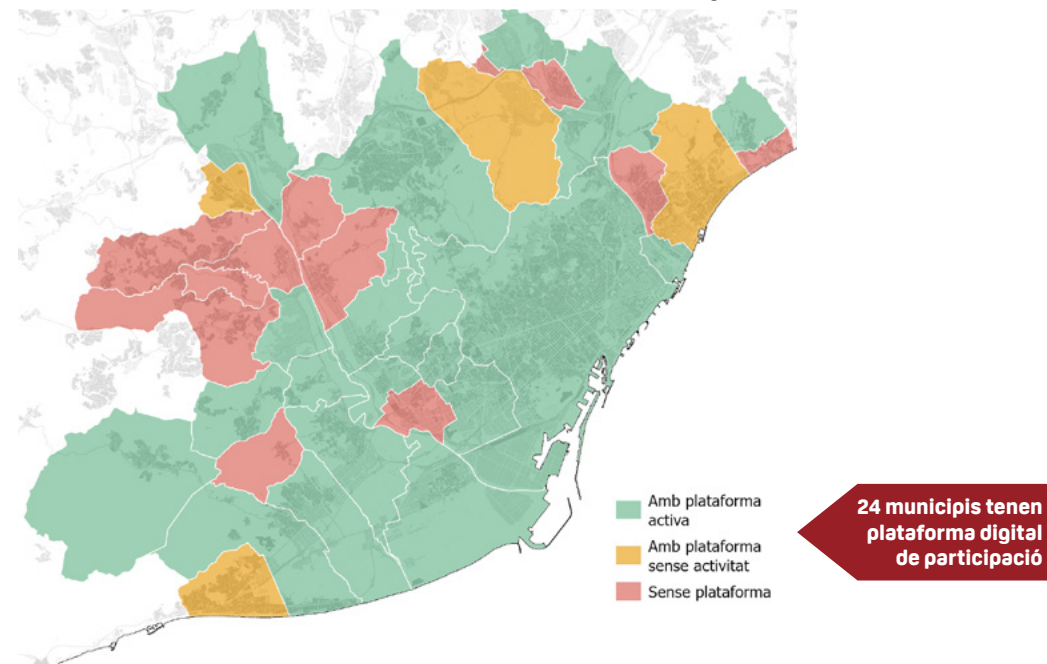 Amb plataforma
activa
Amb plataforma
sense activitat
Sense plataforma
24 municipis tenen
plataforma digital
de participació